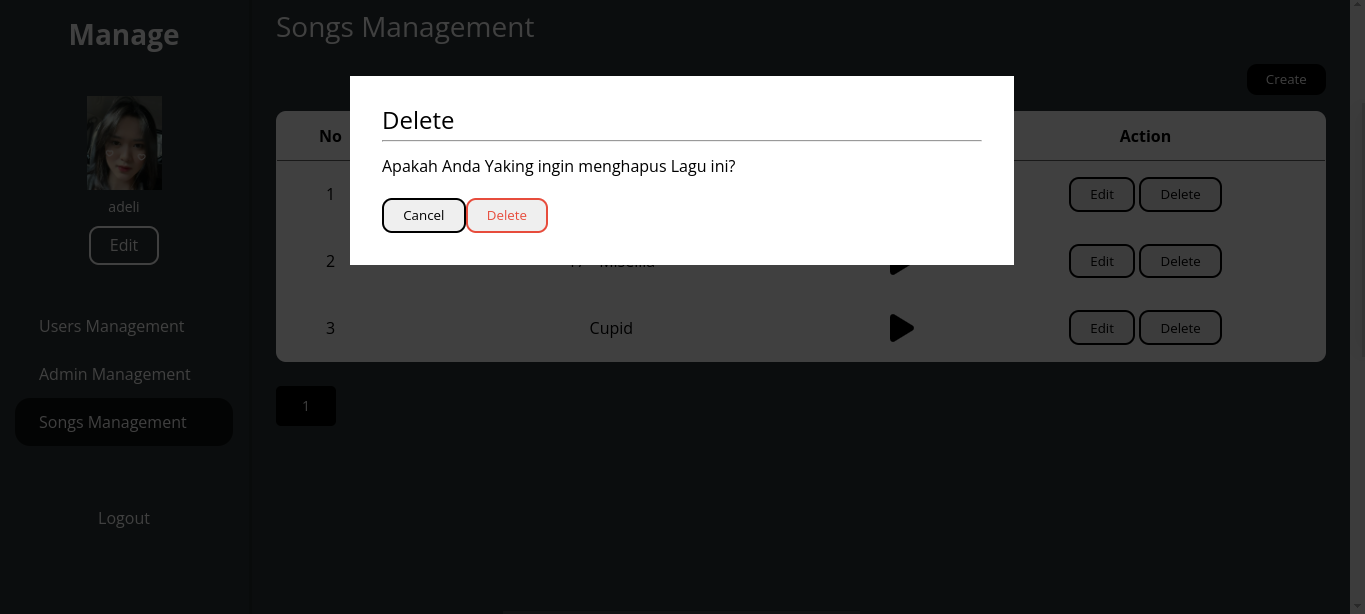 Manage
adeli
Edit
Users Management
Admin Management
Songs Management
Logout
Songs Management
Create
No Action
1 Edit Delete
2 Edit Delete
3 Cupid Edit Delete
1
Delete
Apakah Anda Yaking ingin menghapus Lagu ini?
Cancel Delete